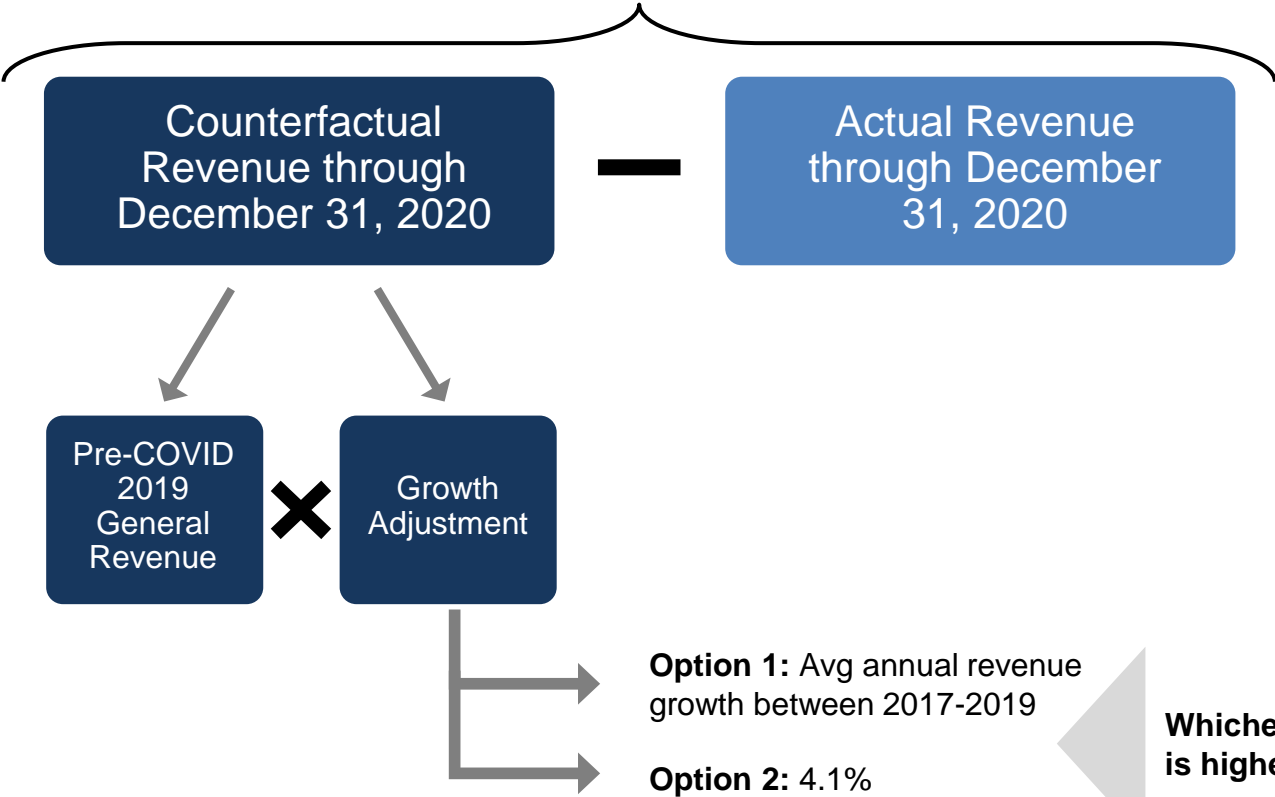 Counterfactual
Revenue through
December 31, 2020
Actual Revenue
through December
31, 2020
Pre-COVID
2019
General
Revenue
Growth
Adjustment
Option 1: Avg annual revenue
growth between 2017-2019
Option 2: 4.1%
is